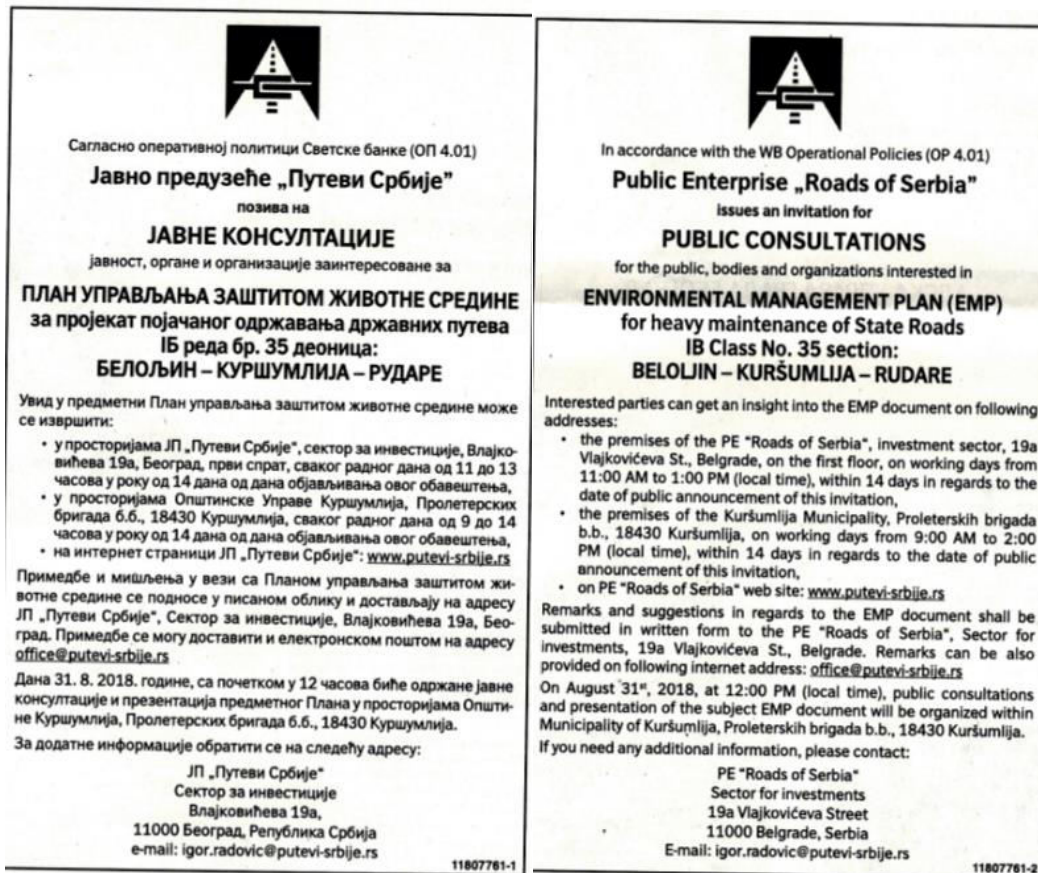 Сагласно оперативној политици Светске банке (ОП 4.01)
Јавно предузеће „Путеви Србије”
позива на
ЈАВНЕ КОНСУЛТАЦИЈЕ
јавност, органе и организације заинтересоване за
ПЛАН УПРАВЉАЊА ЗАШТИТОМ ЖИВОТНЕ СРЕДИНЕ
за пројекат појачаног одржавања државних путева
IБ реда бр. 35 деоница:
БЕЛОЉИН – КУРШУМЛИЈА – РУДАРЕ
Увид у предметни План управљања заштитом животне средине може
се извршити:
• у просторијама ЈП „Путеви Србије“, сектор за инвестиције, Влајко-
вићева 19а, Београд, први спрат, сваког радног дана од 11 до 13
часова у року од 14 дана од дана објављивања овог обавештења,
• у просторијама Општинске Управе Куршумлија, Пролетерских
бригада б.б., 18430 Куршумлија, сваког радног дана од 9 до 14
часова у року од 14 дана од дана објављивања овог обавештења,
• на интернет страници ЈП „Путеви Србије“: www.putevi-srbije.rs
Примедбе и мишљења у вези са Планом управљања заштитом жи-
вотне средине се подносе у писаном облику и достављају на адресу
ЈП „Путеви Србије“, Сектор за инвестиције, Влајковићева 19а, Бео-
град. Примедбе се могу доставити и електронском поштом на адресу
office@putevi-srbije.rs
Дана 31. 8. 2018. године, са почетком у 12 часова биће одржане јавне
консултације и презентација предметног Плана у просторијама Општи-
не Куршумлија, Пролетерских бригада б.б., 18430 Куршумлија.
За додатне информације обратити се на следећу адресу:
ЈП „Путеви Србије“
Сектор за инвестиције
Влајковићева 19а,
11000 Београд, Република Србија
e-mail: igor.radovic@putevi-srbije.rs
11807761-1
In accordance with the WB Operational Policies (OP 4.01)
Public Enterprise „Roads of Serbia”
issues an invitation for
PUBLIC CONSULTATIONS
for the public, bodies and organizations interested in
ENVIRONMENTAL MANAGEMENT PLAN (EMP)
for heavy maintenance of State Roads
IB Class No. 35 section:
BELOLJIN – KURŠUMLIJA – RUDARE
Interested parties can get an insight into the EMP document on following
addresses:
• the premises of the PE "Roads of Serbia", investment sector, 19a
Vlajkovićeva St., Belgrade, on the first floor, on working days from
11:00 AM to 1:00 PM (local time), within 14 days in regards to the
date of public announcement of this invitation,
• the premises of the Kuršumlija Municipality, Proleterskih brigada
b.b., 18430 Kuršumlija, on working days from 9:00 AM to 2:00
PM (local time), within 14 days in regards to the date of public
announcement of this invitation,
• on PE "Roads of Serbia" web site: www.putevi-srbije.rs
Remarks and suggestions in regards to the EMP document shall be
submitted in written form to the PE "Roads of Serbia", Sector for
investments, 19a Vlajkovićeva St., Belgrade. Remarks can be also
provided on following internet address: office@putevi-srbije.rs
On August 31st, 2018, at 12:00 PM (local time), public consultations
and presentation of the subject EMP document will be organized within
Municipality of Kuršumlija, Proleterskih brigada b.b., 18430 Kuršumlija.
If you need any additional information, please contact:
PE "Roads of Serbia"
Sector for investments
19a Vlajkovićeva Street
11000 Belgrade, Serbia
E-mail: igor.radovic@putevi-srbije.rs
11807761-2